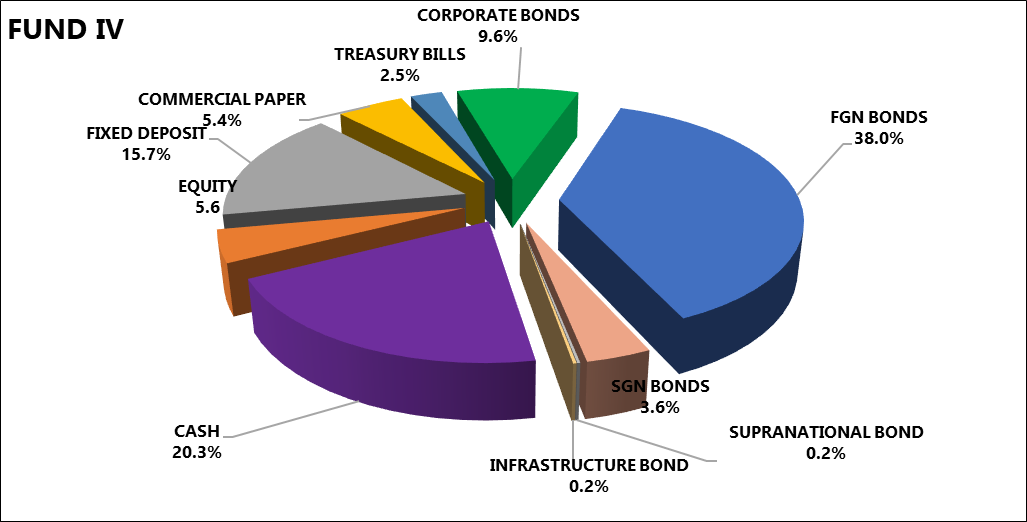 FUND IV
CORPORATE BONDS
9.6%
TREASURY BILLS
2.5%
COMMERCIAL PAPER
5.4%
FIXED DEPOSIT
15.7%
EQUITY
5.6
FGN BONDS
38.0%
SGN BONDS
3.6%
SUPRANATIONAL BOND
0.2%
INFRASTRUCTURE BOND
0.2%
CASH
20.3%